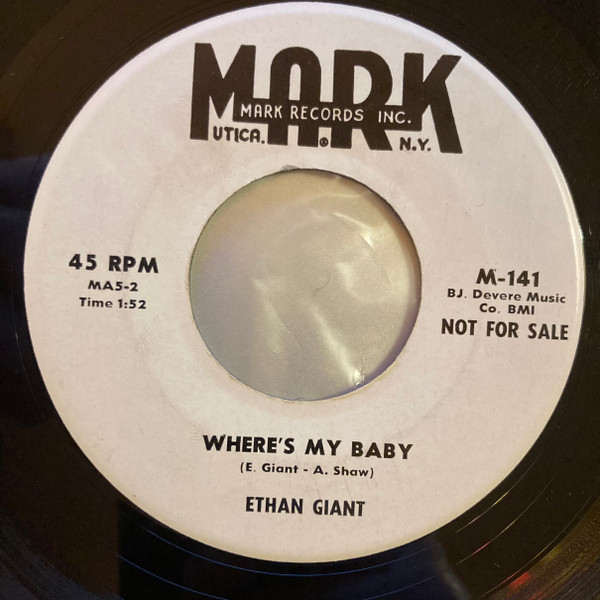 MARK
MARK RECORDS INC.
UTICA. ® N.Y.
45 RPM
MA5-2
Time 1:52
M-141
BJ. Devere Music
Co. BMI
NOT FOR SALE
WHERE'S MY BABY
(E. Giant - A. Shaw)
ETHAN GIANT